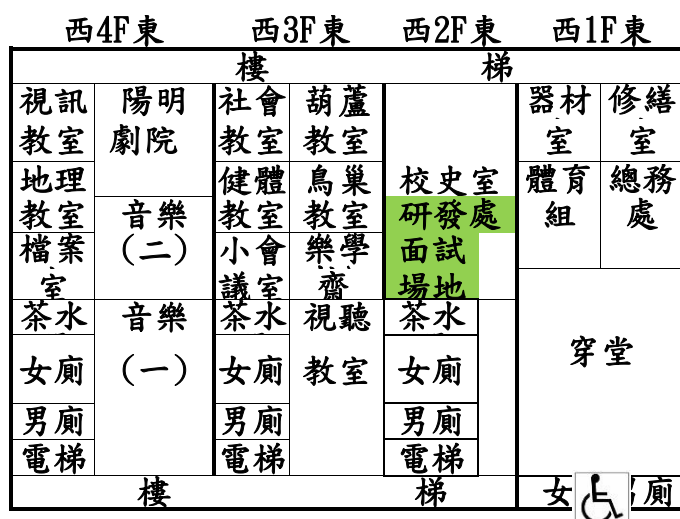 西4F東 西3F東 西2F東 西1F東
樓 梯
視訊 陽明 社會 葫蘆 器材 修繕
教室 劇院 教室 教室 室 室
地理 健體 鳥巢 校史室 體育 總務
教室 音樂 教室 教室 研發處 組 處
檔案 (二) 小會 樂學 面試
室 議室 齋 場地
茶水 音樂 茶水 視聽 茶水
穿堂
女廁 (一) 女廁 教室 女廁
男廁 男廁 男廁
電梯 電梯 電梯
樓 梯 女 男廁